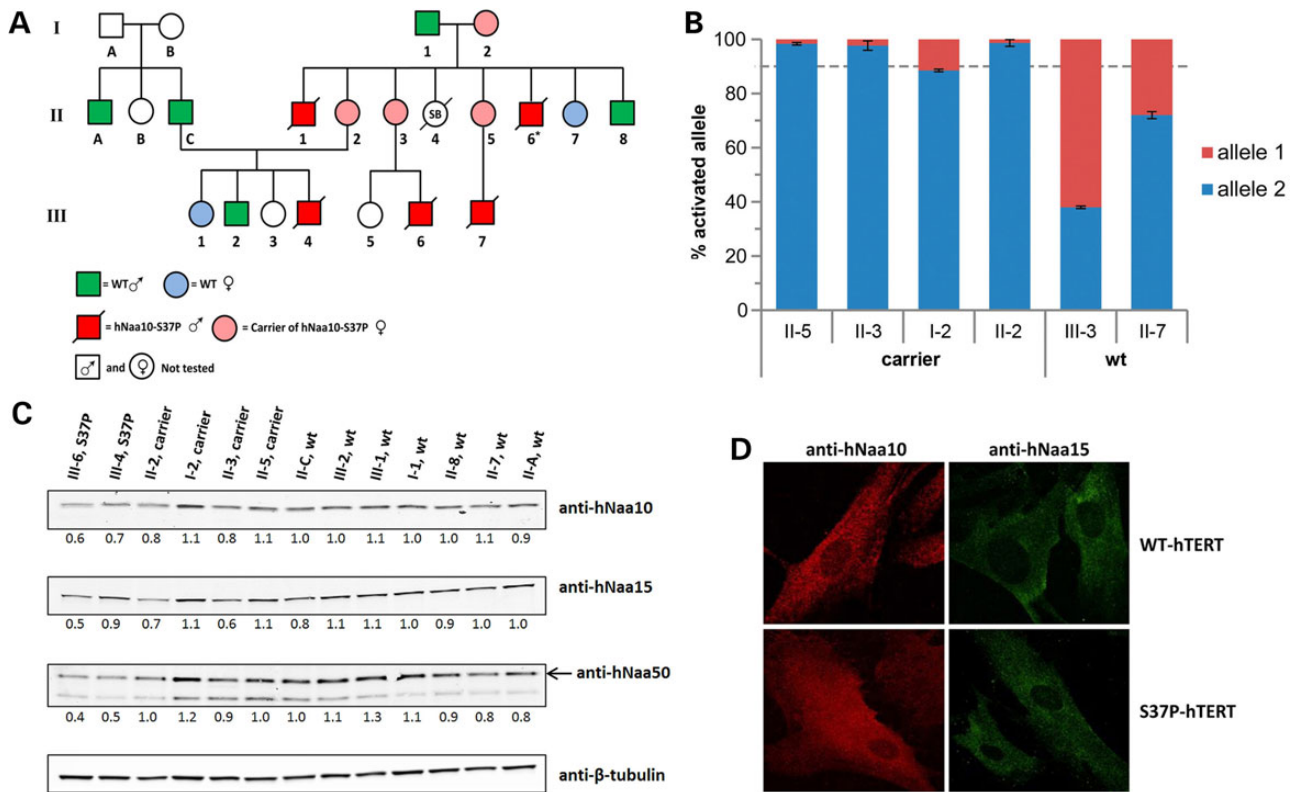 A
I
A
B
1
2
II
SB
A
B
C
1
2
3
4
5
6*
7
8
III
1
2
3
4
5
6
7
= WT ♂
= WT ♀
= hNaa10-S37P ♂
= Carrier of hNaa10-S37P ♀
♂ and ♀ Not tested
B
% activated allele
100
80
60
40
20
0
II-5
II-3
I-2
II-2
III-3
II-7
carrier
wt
allele 1
allele 2
C
III-6, S37P
III-4, S37P
II-2, carrier
I-2, carrier
II-3, carrier
II-5, carrier
II-C, wt
III-2, wt
III-1, wt
I-1, wt
II-8, wt
II-7, wt
II-A, wt
anti-hNaa10
0.6 0.7 0.8 1.1 0.8 1.1 1.0 1.0 1.1 1.0 1.0 1.1 0.9
anti-hNaa15
0.5 0.9 0.7 1.1 0.6 1.1 0.8 1.1 1.1 1.0 0.9 1.0 1.0
anti-hNaa50
0.4 0.5 1.0 1.2 0.9 1.0 1.0 1.1 1.3 1.1 0.9 0.8 0.8
anti-β-tubulin
D
anti-hNaa10
anti-hNaa15
WT-hTERT
S37P-hTERT